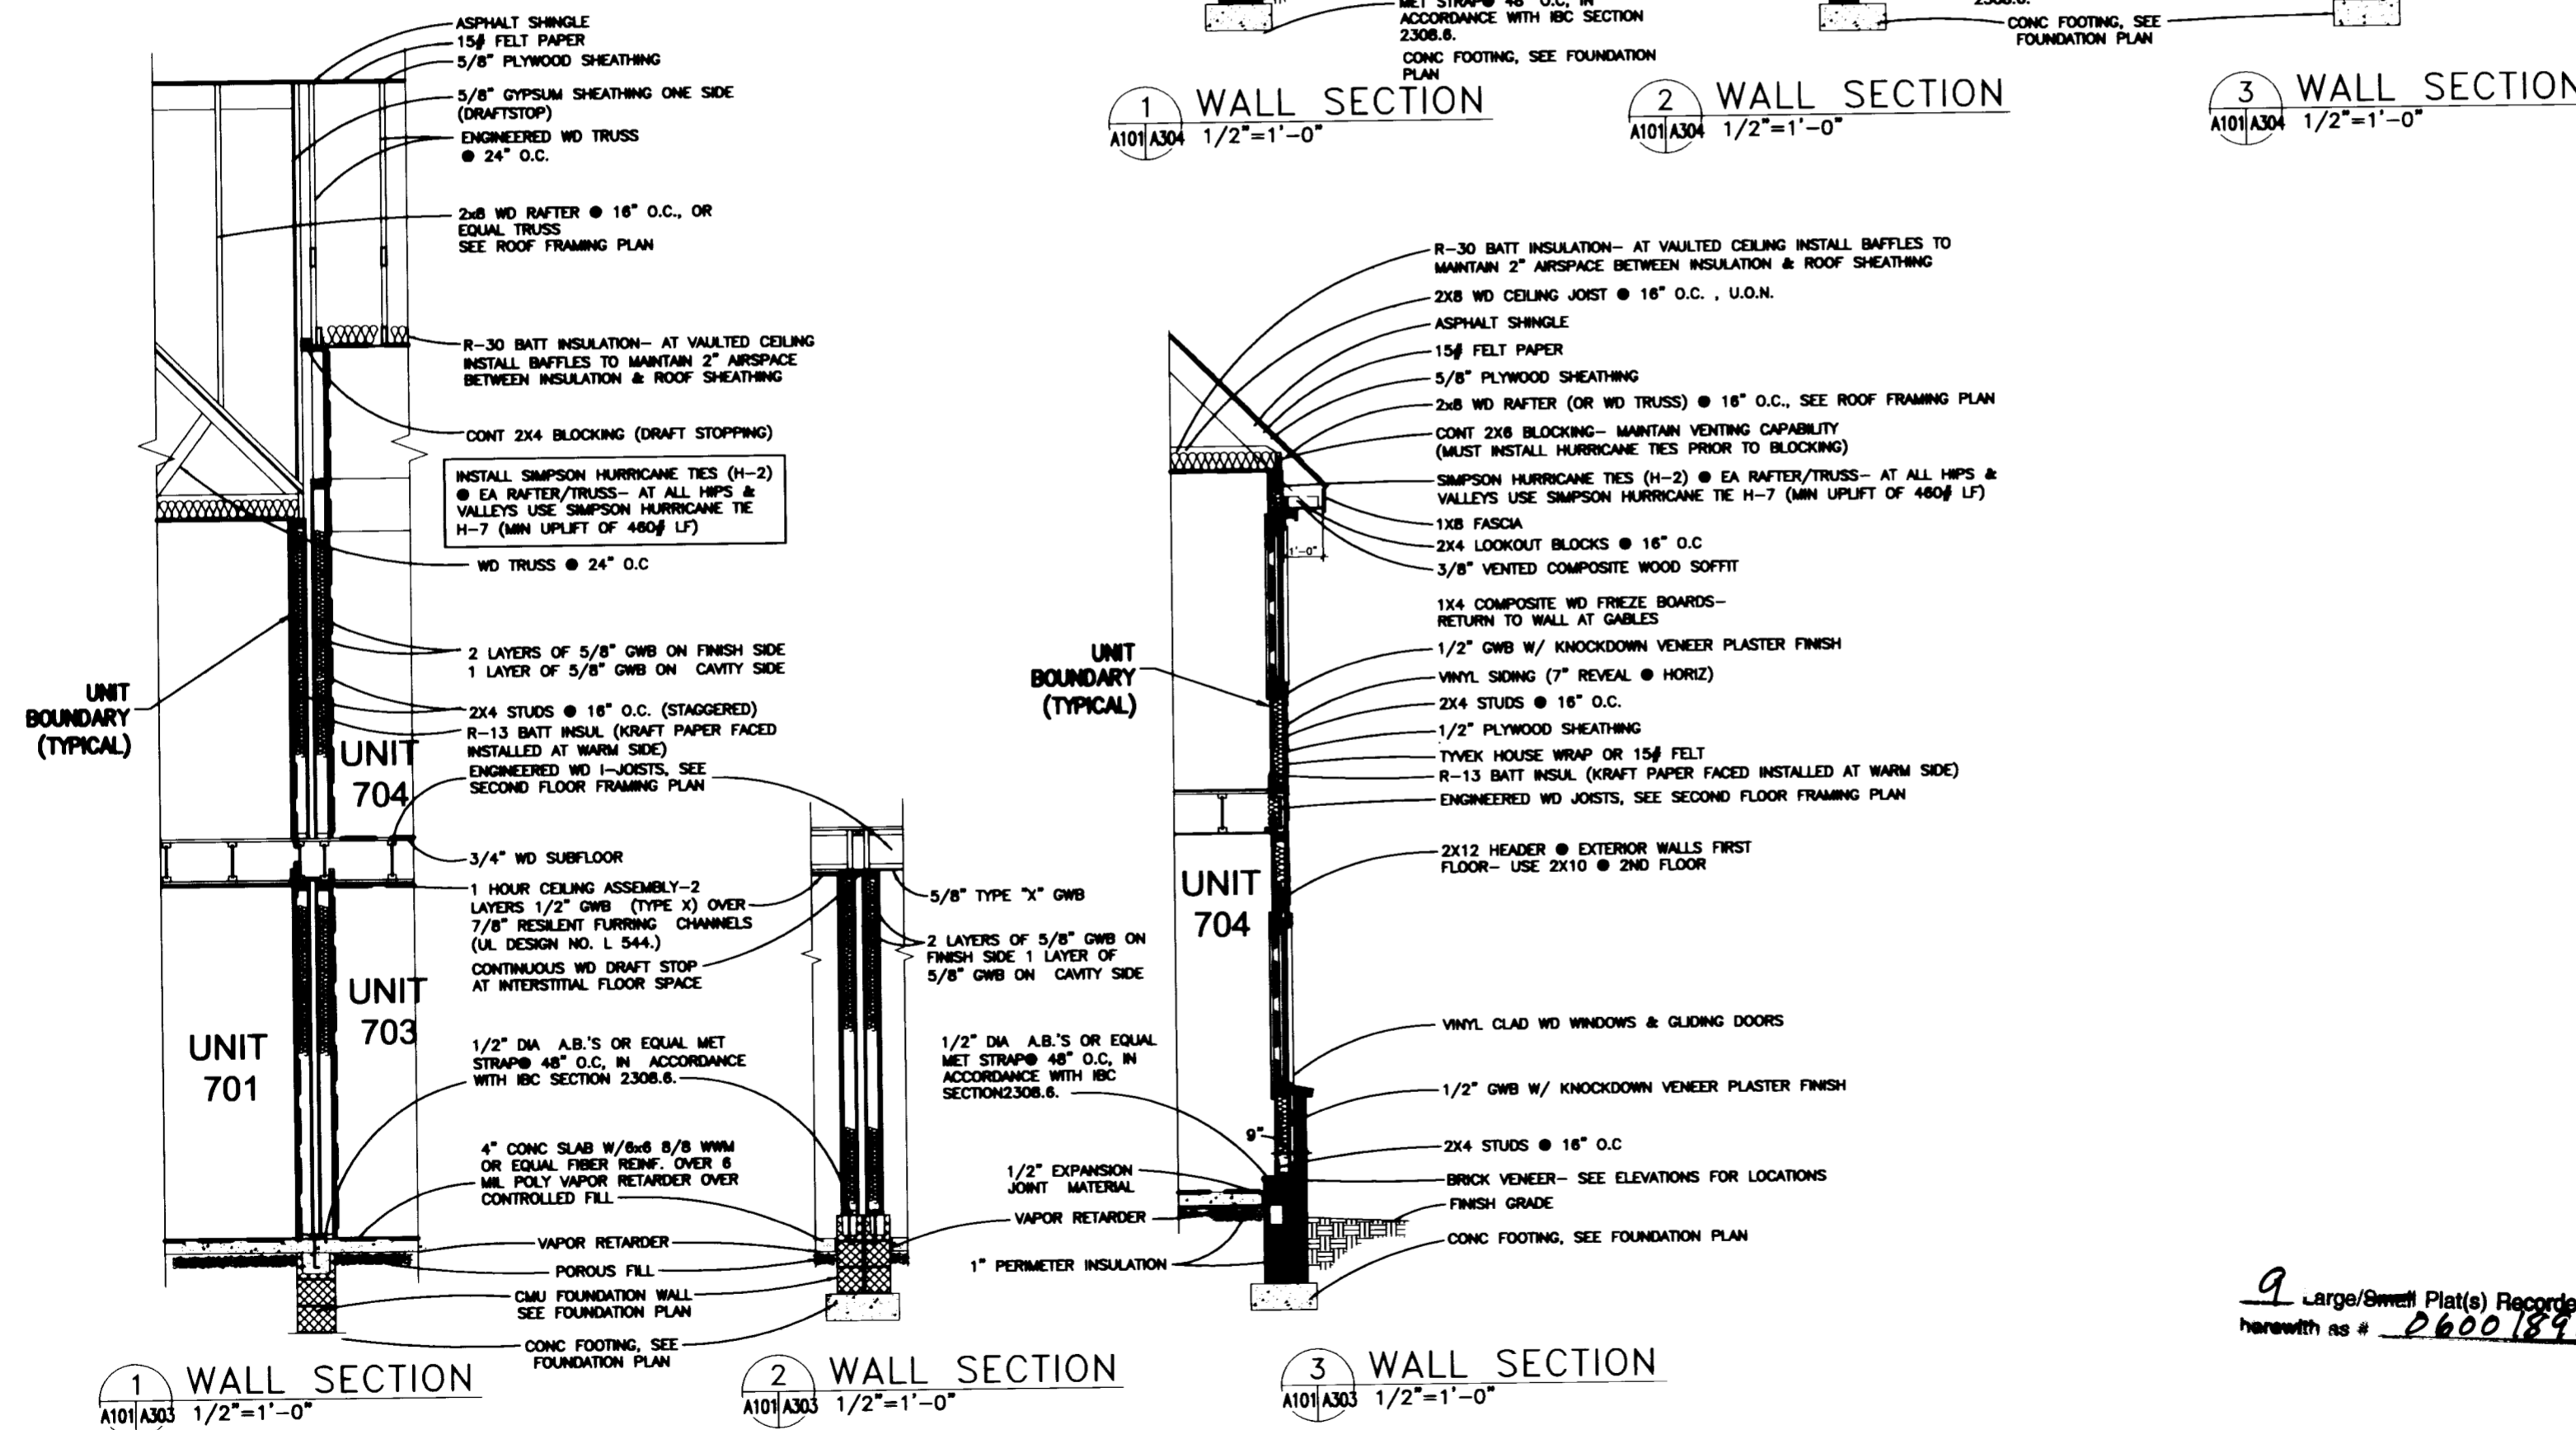 MET STRAP@ 48" O.C, IN
ACCORDANCE WITH IBC SECTION
2308.6.
CONC FOOTING, SEE FOUNDATION
PLAN
2308.6.
CONC FOOTING, SEE
FOUNDATION PLAN
1
A101 A304
WALL SECTION
1/2"=1'-0"
2
A101 A304
WALL SECTION
1/2"=1'-0"
3
A101 A304
WALL SECTION
1/2"=1'-0"
ASPHALT SHINGLE
15# FELT PAPER
5/8" PLYWOOD SHEATHING
5/8" GYPSUM SHEATHING ONE SIDE
(DRAFTSTOP)
ENGINEERED WD TRUSS
@ 24" O.C.
2x8 WD RAFTER @ 16" O.C., OR
EQUAL TRUSS
SEE ROOF FRAMING PLAN
R-30 BATT INSULATION- AT VAULTED CEILING
INSTALL BAFFLES TO MAINTAIN 2" AIRSPACE
BETWEEN INSULATION & ROOF SHEATHING
CONT 2X4 BLOCKING (DRAFT STOPPING)
INSTALL SIMPSON HURRICANE TIES (H-2)
@ EA RAFTER/TRUSS- AT ALL HIPS &
VALLEYS USE SIMPSON HURRICANE TIE
H-7 (MIN UPLIFT OF 460# LF)
WD TRUSS @ 24" O.C
2 LAYERS OF 5/8" GWB ON FINISH SIDE
1 LAYER OF 5/8" GWB ON CAVITY SIDE
UNIT
BOUNDARY
(TYPICAL)
2X4 STUDS @ 16" O.C. (STAGGERED)
R-13 BATT INSUL (KRAFT PAPER FACED
INSTALLED AT WARM SIDE)
UNIT
704
ENGINEERED WD I-JOISTS, SEE
SECOND FLOOR FRAMING PLAN
3/4" WD SUBFLOOR
1 HOUR CEILING ASSEMBLY-2
LAYERS 1/2" GWB (TYPE X) OVER
7/8" RESILENT FURRING CHANNELS
(UL DESIGN NO. L 544.)
CONTINUOUS WD DRAFT STOP
AT INTERSTITIAL FLOOR SPACE
UNIT
703
UNIT
701
1/2" DIA A.B.'S OR EQUAL MET
STRAP@ 48" O.C, IN ACCORDANCE
WITH IBC SECTION 2308.6.
4" CONC SLAB W/6x6 8/8 WWM
OR EQUAL FIBER REINF. OVER 6
MIL POLY VAPOR RETARDER OVER
CONTROLLED FILL
VAPOR RETARDER
POROUS FILL
CMU FOUNDATION WALL
SEE FOUNDATION PLAN
CONC FOOTING, SEE
FOUNDATION PLAN
1
A101 A303
WALL SECTION
1/2"=1'-0"
5/8" TYPE "X" GWB
2 LAYERS OF 5/8" GWB ON
FINISH SIDE 1 LAYER OF
5/8" GWB ON CAVITY SIDE
1/2" DIA A.B.'S OR EQUAL
MET STRAP@ 48" O.C, IN
ACCORDANCE WITH IBC
SECTION2308.6.
1/2" EXPANSION
JOINT MATERIAL
VAPOR RETARDER
1" PERIMETER INSULATION
2
A101 A303
WALL SECTION
1/2"=1'-0"
R-30 BATT INSULATION- AT VAULTED CEILING INSTALL BAFFLES TO
MAINTAIN 2" AIRSPACE BETWEEN INSULATION & ROOF SHEATHING
2X8 WD CEILING JOIST @ 16" O.C. , U.O.N.
ASPHALT SHINGLE
15# FELT PAPER
5/8" PLYWOOD SHEATHING
2x8 WD RAFTER (OR WD TRUSS) @ 16" O.C., SEE ROOF FRAMING PLAN
CONT 2X6 BLOCKING- MAINTAIN VENTING CAPABILITY
(MUST INSTALL HURRICANE TIES PRIOR TO BLOCKING)
SIMPSON HURRICANE TIES (H-2) @ EA RAFTER/TRUSS- AT ALL HIPS &
VALLEYS USE SIMPSON HURRICANE TIE H-7 (MIN UPLIFT OF 460# LF)
1X8 FASCIA
2X4 LOOKOUT BLOCKS @ 16" O.C
1'-0"
3/8" VENTED COMPOSITE WOOD SOFFIT
1X4 COMPOSITE WD FRIEZE BOARDS-
RETURN TO WALL AT GABLES
1/2" GWB W/ KNOCKDOWN VENEER PLASTER FINISH
UNIT
BOUNDARY
(TYPICAL)
VINYL SIDING (7" REVEAL @ HORIZ)
2X4 STUDS @ 16" O.C.
1/2" PLYWOOD SHEATHING
TYVEK HOUSE WRAP OR 15# FELT
R-13 BATT INSUL (KRAFT PAPER FACED INSTALLED AT WARM SIDE)
ENGINEERED WD JOISTS, SEE SECOND FLOOR FRAMING PLAN
2X12 HEADER @ EXTERIOR WALLS FIRST
FLOOR- USE 2X10 @ 2ND FLOOR
UNIT
704
VINYL CLAD WD WINDOWS & GLIDING DOORS
1/2" GWB W/ KNOCKDOWN VENEER PLASTER FINISH
9"
2X4 STUDS @ 16" O.C
BRICK VENEER- SEE ELEVATIONS FOR LOCATIONS
FINISH GRADE
CONC FOOTING, SEE FOUNDATION PLAN
3
A101 A303
WALL SECTION
1/2"=1'-0"
9 Large/Small Plat(s) Recorde
herewith as # 0600189